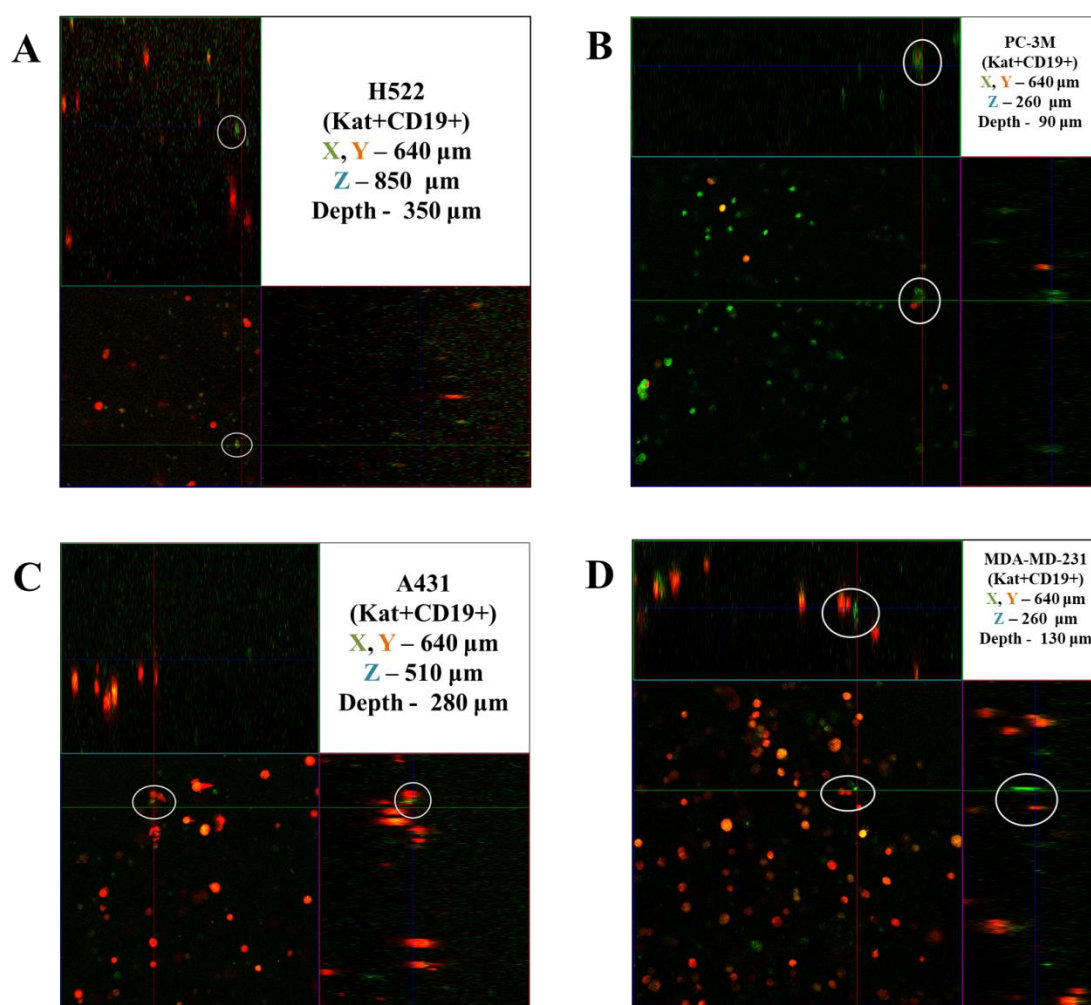 A
H522
(Kat+CD19+)
X, Y – 640 µm
Z – 850 µm
Depth - 350 µm
B
PC-3M
(Kat+CD19+)
X, Y – 640 µm
Z – 260 µm
Depth - 90 µm
C
A431
(Kat+CD19+)
X, Y – 640 µm
Z – 510 µm
Depth - 280 µm
D
MDA-MD-231
(Kat+CD19+)
X, Y – 640 µm
Z – 260 µm
Depth - 130 µm